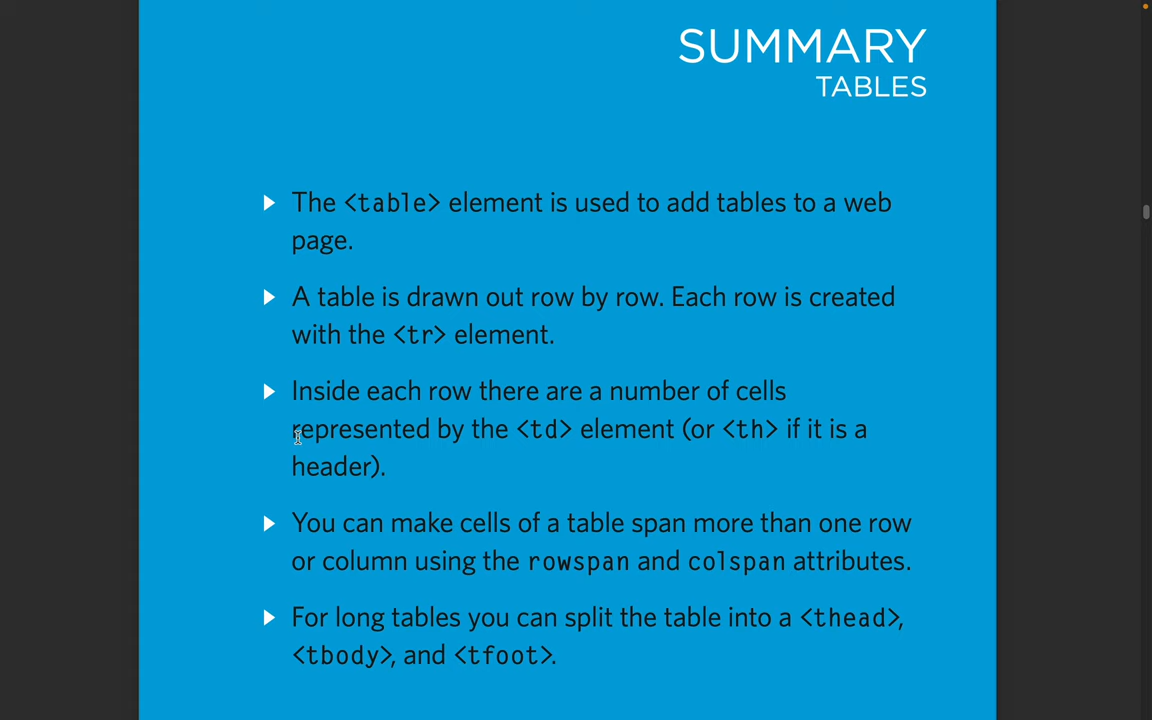 SUMMARY
TABLES
The <table> element is used to add tables to a web
page.
A table is drawn out row by row. Each row is created
with the <tr> element.
Inside each row there are a number of cells
represented by the <td> element (or <th> if it is a
header).
You can make cells of a table span more than one row
or column using the rowspan and colspan attributes.
For long tables you can split the table into a <thead>,
<tbody>, and <tfoot>.